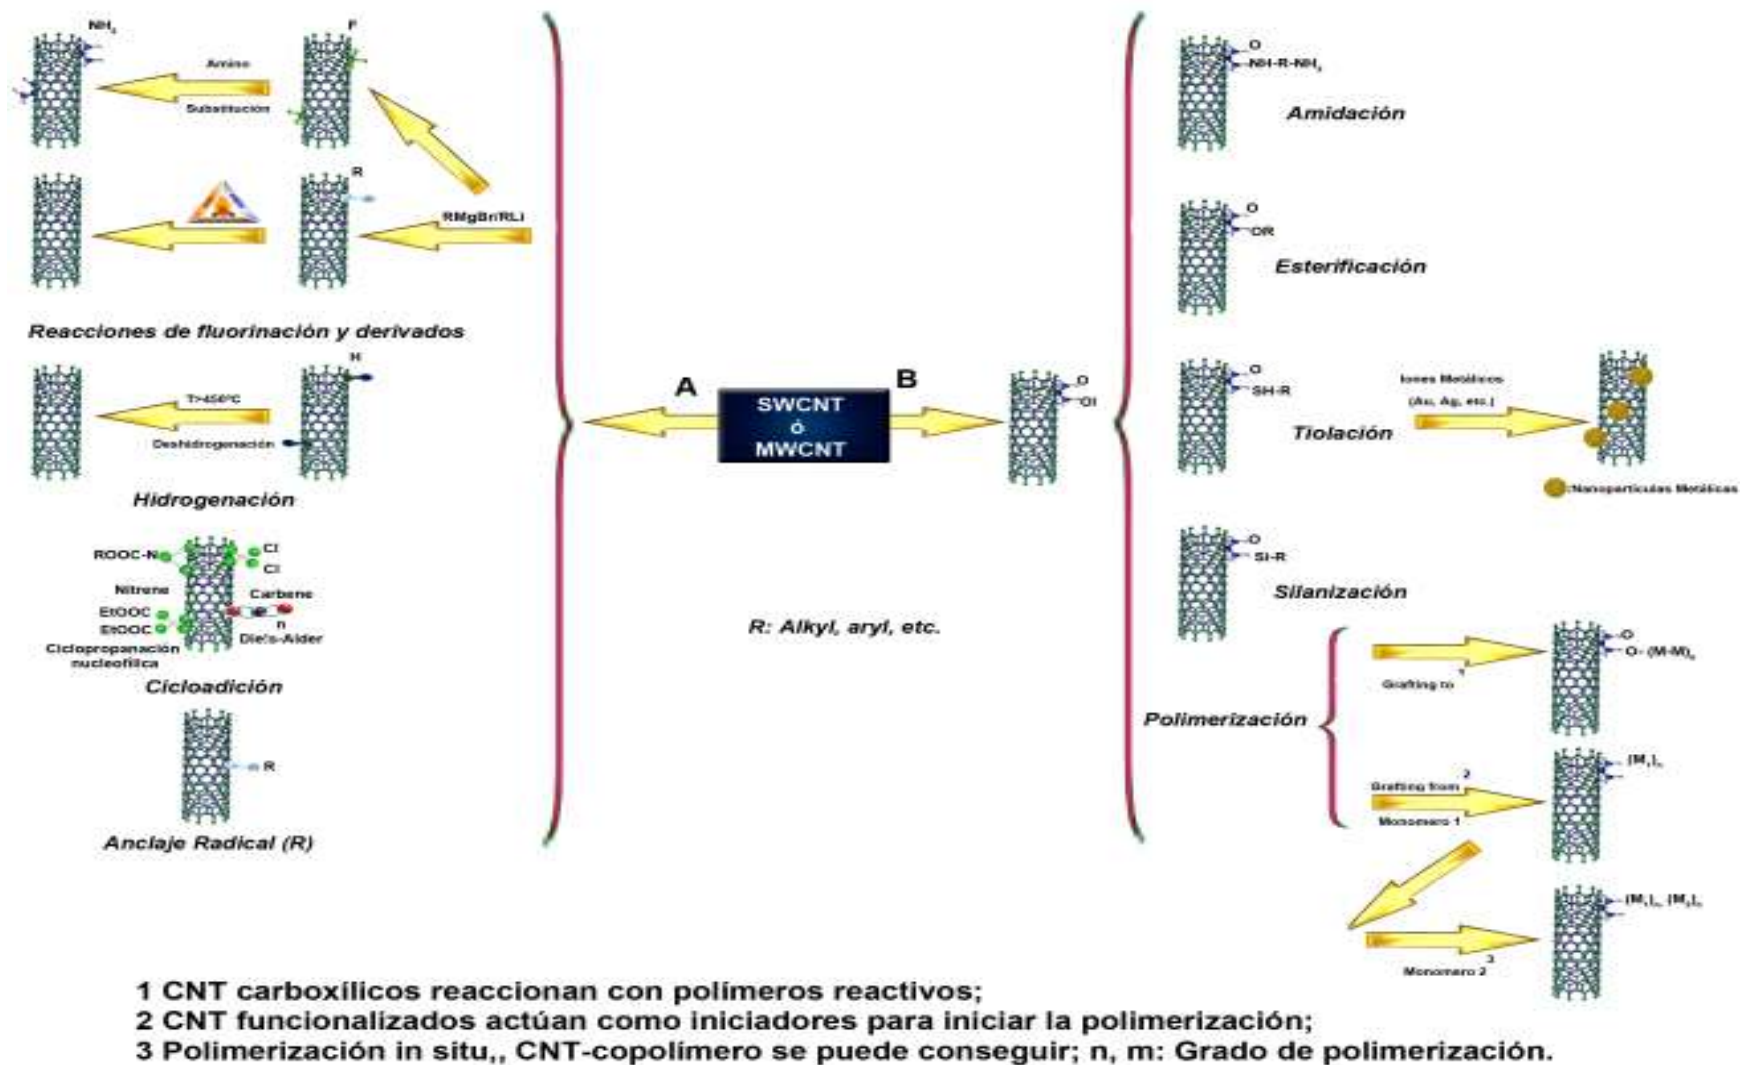 NH₂
F
Amino
Substitución
R
RMgBr/RLi
Reacciones de fluorinación y derivados
H
T>450ºC
Deshidrogenación
Hidrogenación
ROOC-N
Cl
Cl
Nitrene
Carbene
EtOOC
EtOOC
n
Diels-Alder
Ciclopropanación
nucleofílica
Cicloadición
R
Anclaje Radical (R)
A
B
SWCNT
ó
MWCNT
O
OI
R: Alkyl, aryl, etc.
O
NH-R-NH₂
Amidación
O
OR
Esterificación
O
SH-R
Tiolación
Iones Metálicos
(Au, Ag, etc.)
:Nanopartículas Metálicas
O
Si-R
Silanización
Polimerización
Grafting to 1
O
O- (M-M)ₙ
Grafting from 2
Monomero 1
(M₁)ₙ
Monomero 2 3
1 CNT carboxílicos reaccionan con polímeros reactivos;
2 CNT funcionalizados actúan como iniciadores para iniciar la polimerización;
3 Polimerización in situ,, CNT-copolímero se puede conseguir; n, m: Grado de polimerización.